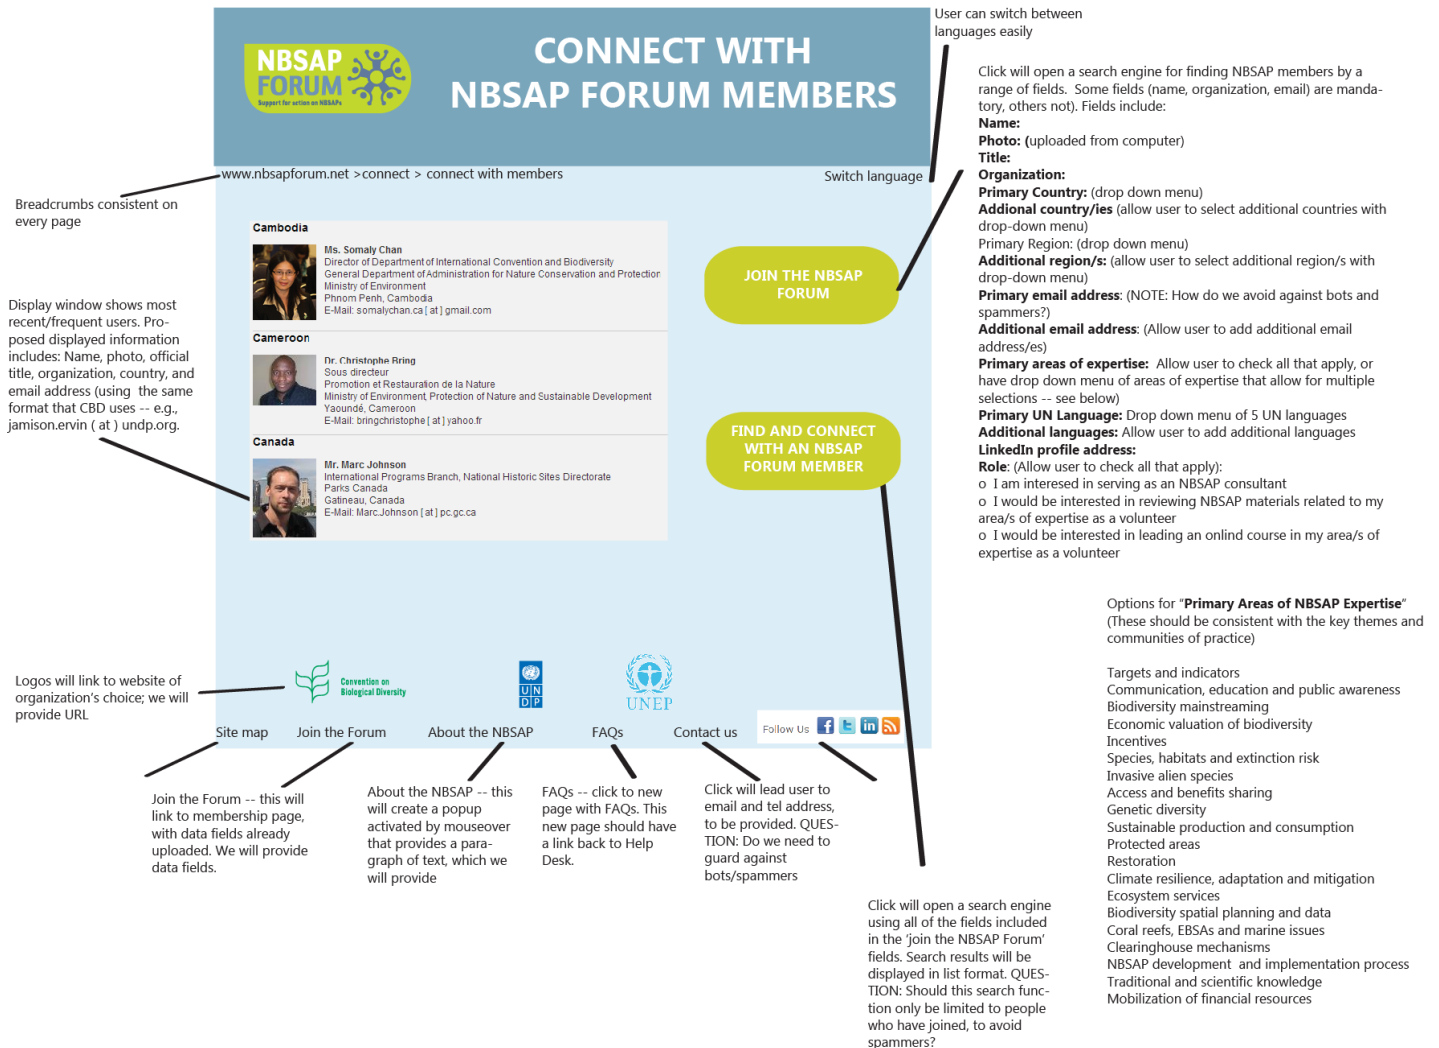 User can switch between
languages easily
NBSAP
FORUM
Support for action on NBSAPs
CONNECT WITH
NBSAP FORUM MEMBERS
www.nbsapforum.net >connect > connect with members
Switch language
Breadcrumbs consistent on
every page
Display window shows most
recent/frequent users. Pro-
posed displayed information
includes: Name, photo, official
title, organization, country, and
email address (using  the same
format that CBD uses -- e.g.,
jamison.ervin ( at ) undp.org.
Cambodia
Ms. Somaly Chan
Director of Department of International Convention and Biodiversity
General Department of Administration for Nature Conservation and Protection
Ministry of Environment
Phnom Penh, Cambodia
E-Mail: somalychan.ca [ at ] gmail.com
Cameroon
Dr. Christophe Bring
Sous directeur
Promotion et Restauration de la Nature
Ministry of Environment, Protection of Nature and Sustainable Development
Yaoundé, Cameroon
E-Mail: bringchristophe [ at ] yahoo.fr
Canada
Mr. Marc Johnson
International Programs Branch, National Historic Sites Directorate
Parks Canada
Gatineau, Canada
E-Mail: Marc.Johnson [ at ] pc.gc.ca
JOIN THE NBSAP
FORUM
FIND AND CONNECT
WITH AN NBSAP
FORUM MEMBER
Click will open a search engine for finding NBSAP members by a
range of fields.  Some fields (name, organization, email) are manda-
tory, others not). Fields include:
Name:
Photo: (uploaded from computer)
Title:
Organization:
Primary Country: (drop down menu)
Addional country/ies (allow user to select additional countries with
drop-down menu)
Primary Region: (drop down menu)
Additional region/s: (allow user to select additional region/s with
drop-down menu)
Primary email address: (NOTE: How do we avoid against bots and
spammers?)
Additional email address: (Allow user to add additional email
address/es)
Primary areas of expertise:  Allow user to check all that apply, or
have drop down menu of areas of expertise that allow for multiple
selections -- see below)
Primary UN Language: Drop down menu of 5 UN languages
Additional languages: Allow user to add additional languages
LinkedIn profile address:
Role: (Allow user to check all that apply):
o  I am interesed in serving as an NBSAP consultant
o  I would be interested in reviewing NBSAP materials related to my
area/s of expertise as a volunteer
o  I would be interested in leading an onlind course in my area/s of
expertise as a volunteer
Options for “Primary Areas of NBSAP Expertise”
(These should be consistent with the key themes and
communities of practice)
Targets and indicators
Communication, education and public awareness
Biodiversity mainstreaming
Economic valuation of biodiversity
Incentives
Species, habitats and extinction risk
Invasive alien species
Access and benefits sharing
Genetic diversity
Sustainable production and consumption
Protected areas
Restoration
Climate resilience, adaptation and mitigation
Ecosystem services
Biodiversity spatial planning and data
Coral reefs, EBSAs and marine issues
Clearinghouse mechanisms
NBSAP development  and implementation process
Traditional and scientific knowledge
Mobilization of financial resources
Logos will link to website of
organization’s choice; we will
provide URL
Convention on
Biological Diversity
UN
DP
UNEP
Site map
Join the Forum
About the NBSAP
FAQs
Contact us
Follow Us
Join the Forum -- this will
link to membership page,
with data fields already
uploaded. We will provide
data fields.
About the NBSAP -- this
will create a popup
activated by mouseover
that provides a para-
graph of text, which we
will provide
FAQs -- click to new
page with FAQs. This
new page should have
a link back to Help
Desk.
Click will lead user to
email and tel address,
to be provided. QUES-
TION: Do we need to
guard against
bots/spammers
Click will open a search engine
using all of the fields included
in the ‘join the NBSAP Forum’
fields. Search results will be
displayed in list format. QUES-
TION: Should this search func-
tion only be limited to people
who have joined, to avoid
spammers?